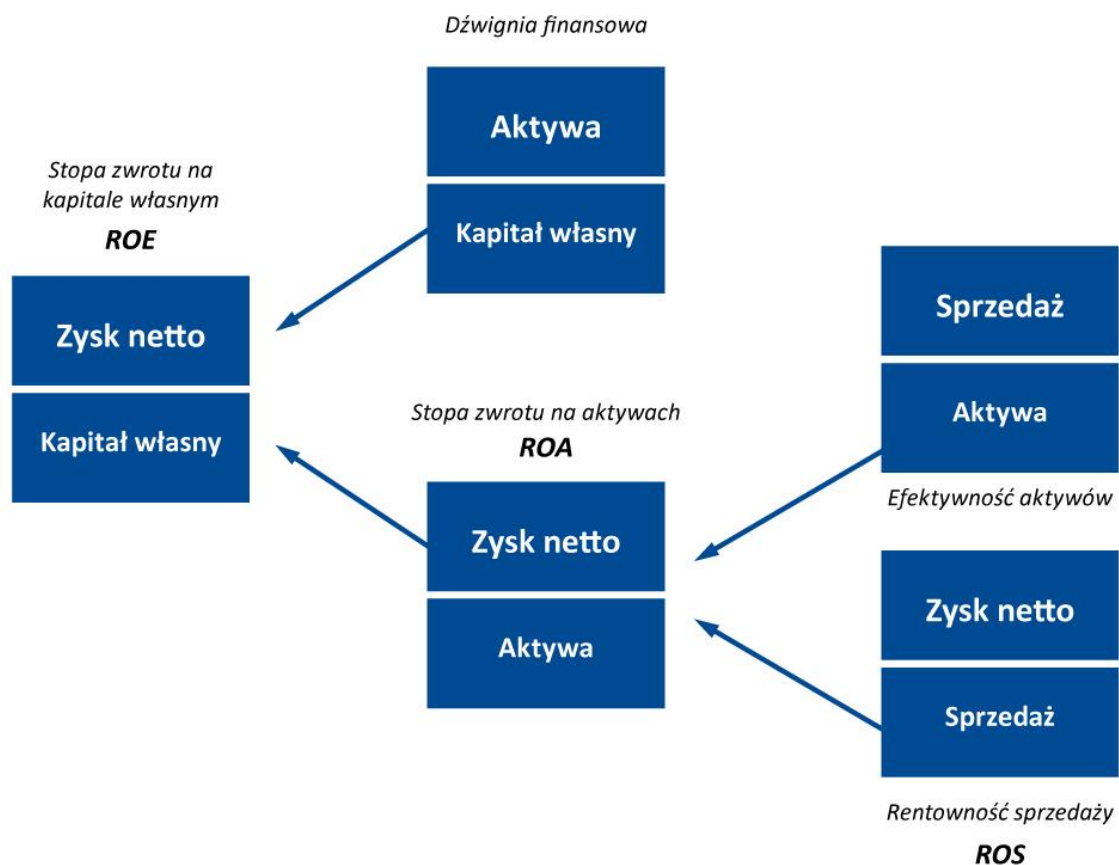 Dźwignia finansowa
Aktywa
Kapitał własny
Stopa zwrotu na
kapitale własnym
ROE
Zysk netto
Kapitał własny
Stopa zwrotu na aktywach
ROA
Zysk netto
Aktywa
Sprzedaż
Aktywa
Efektywność aktywów
Zysk netto
Sprzedaż
Rentowność sprzedaży
ROS